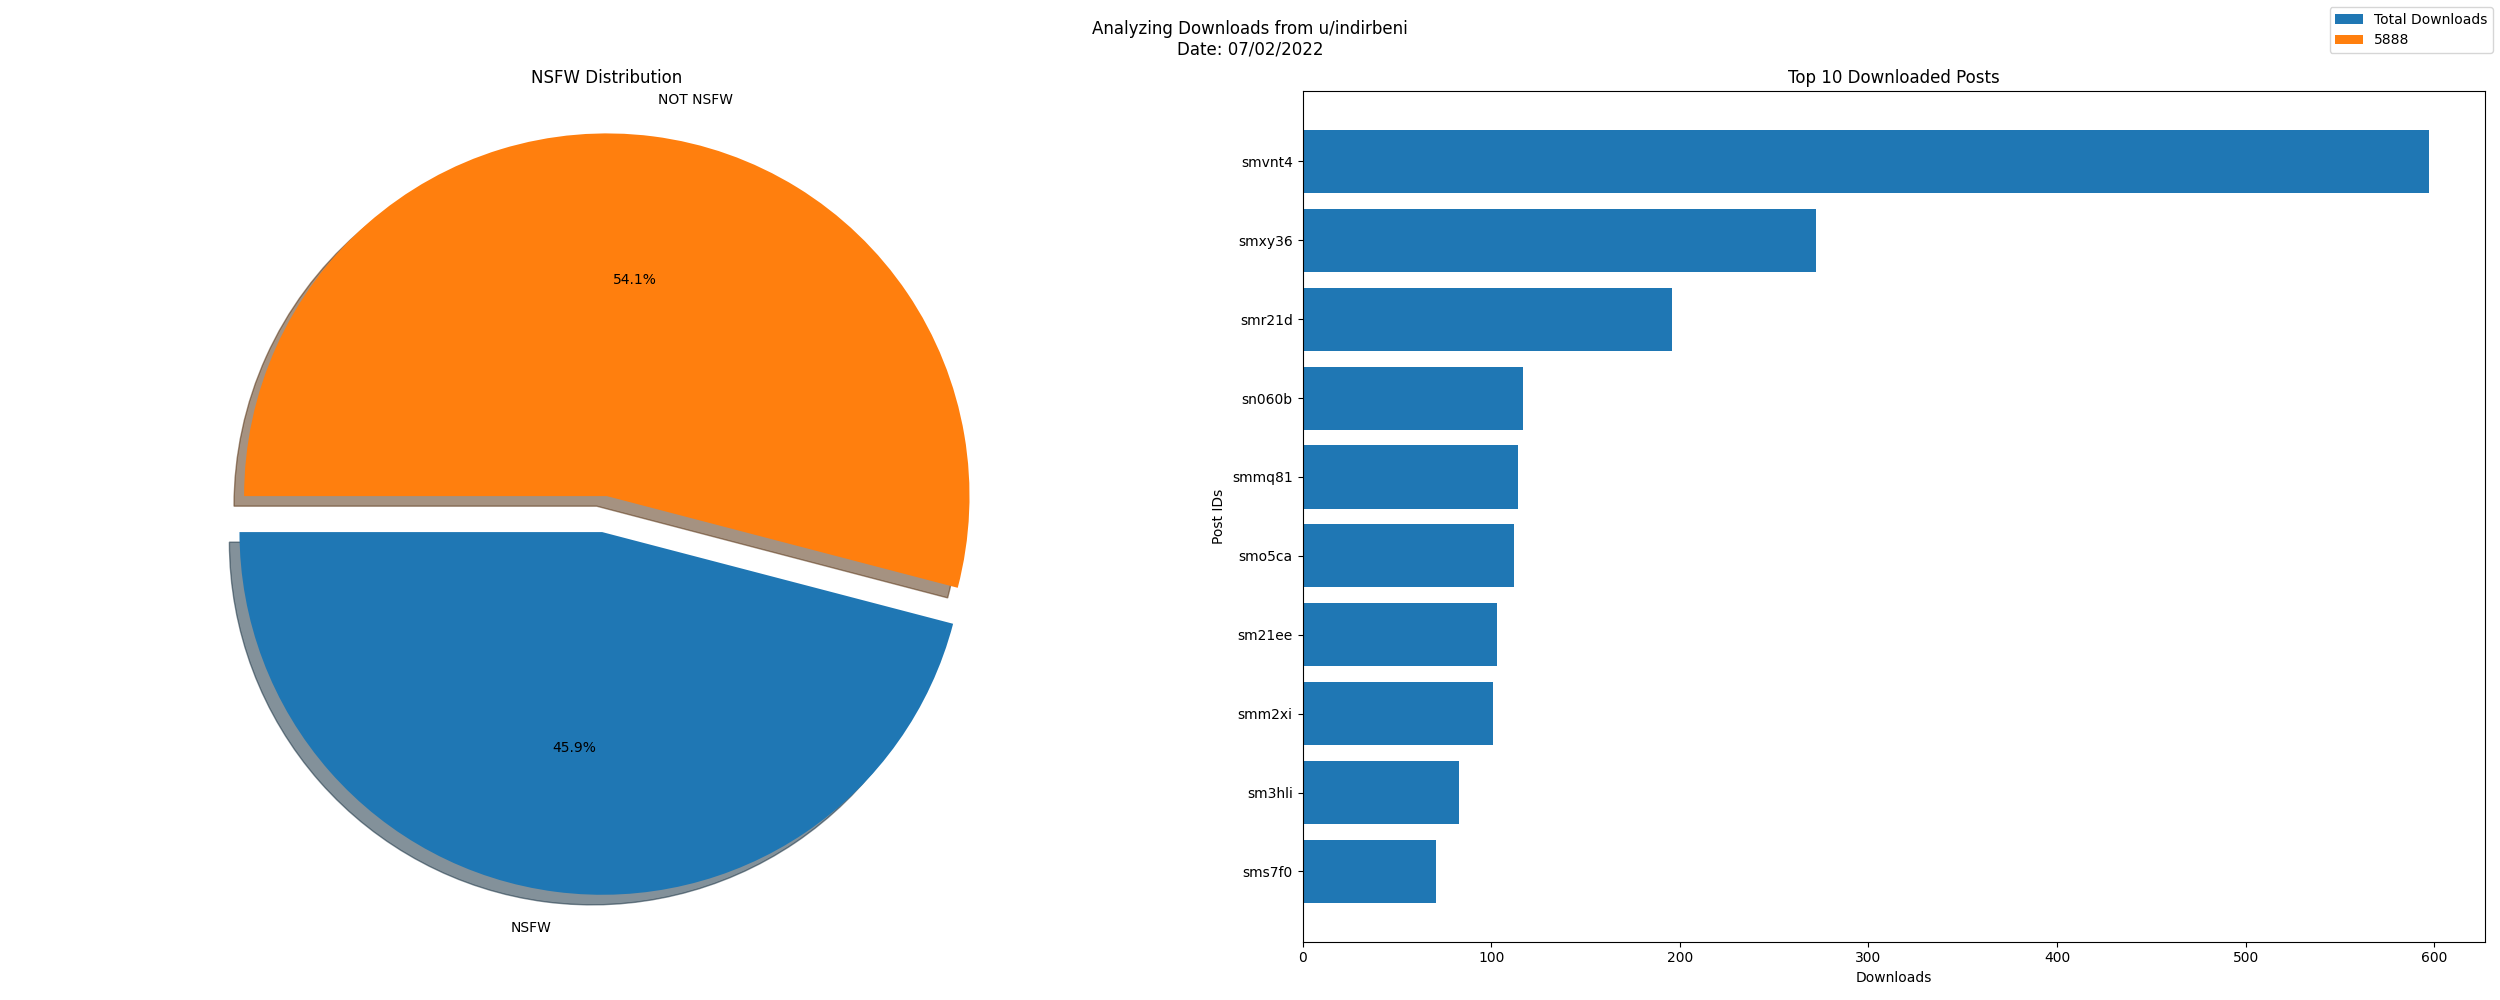 Analyzing Downloads from u/indirbeni
Date: 07/02/2022
Total Downloads
5888
NSFW Distribution
NOT NSFW
54.1%
45.9%
NSFW
Top 10 Downloaded Posts
Post IDs
smvnt4
smxy36
smr21d
sn060b
smmq81
smo5ca
sm21ee
smm2xi
sm3hli
sms7f0
0 100 200 300 400 500 600
Downloads